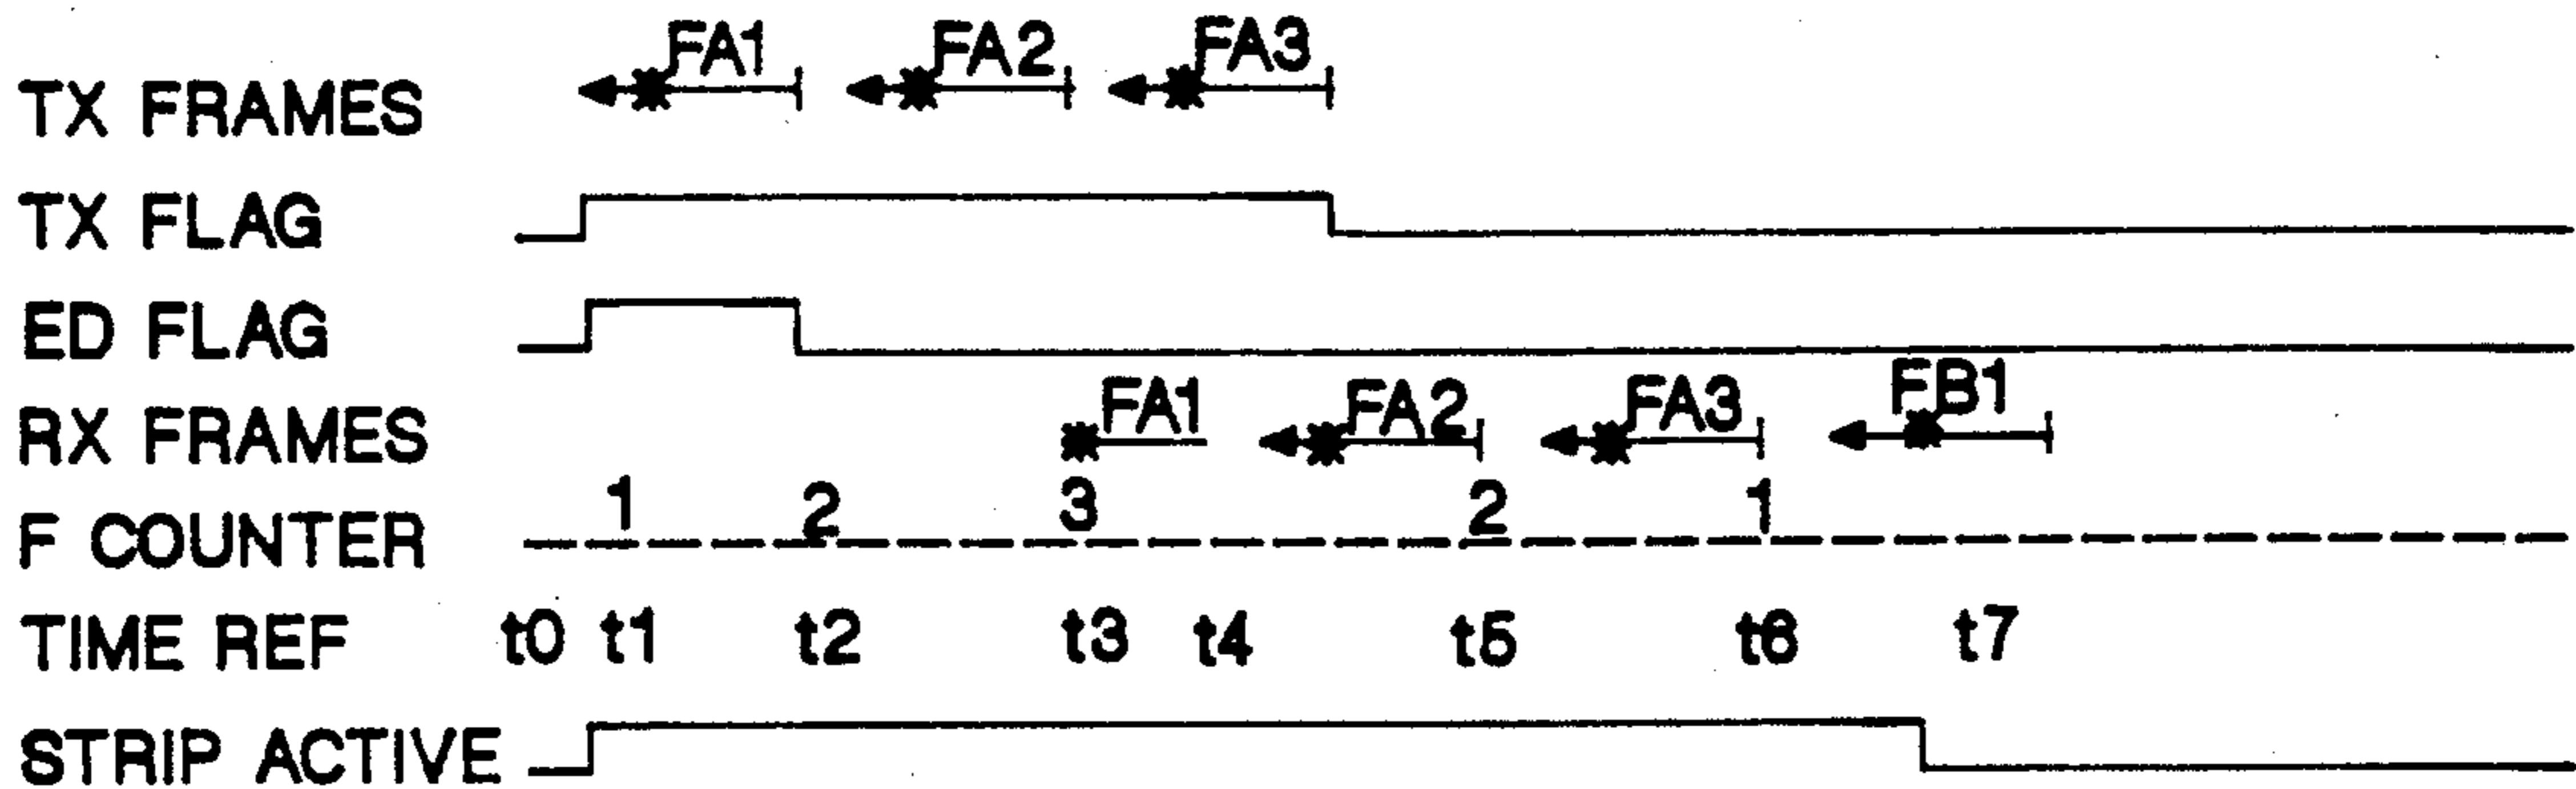 FA1 FA2 FA3
TX FRAMES
TX FLAG
ED FLAG
FA1 FA2 FA3 FB1
RX FRAMES
1 2 3 2 1
F COUNTER
TIME REF t0 t1 t2 t3 t4 t5 t6 t7
STRIP ACTIVE